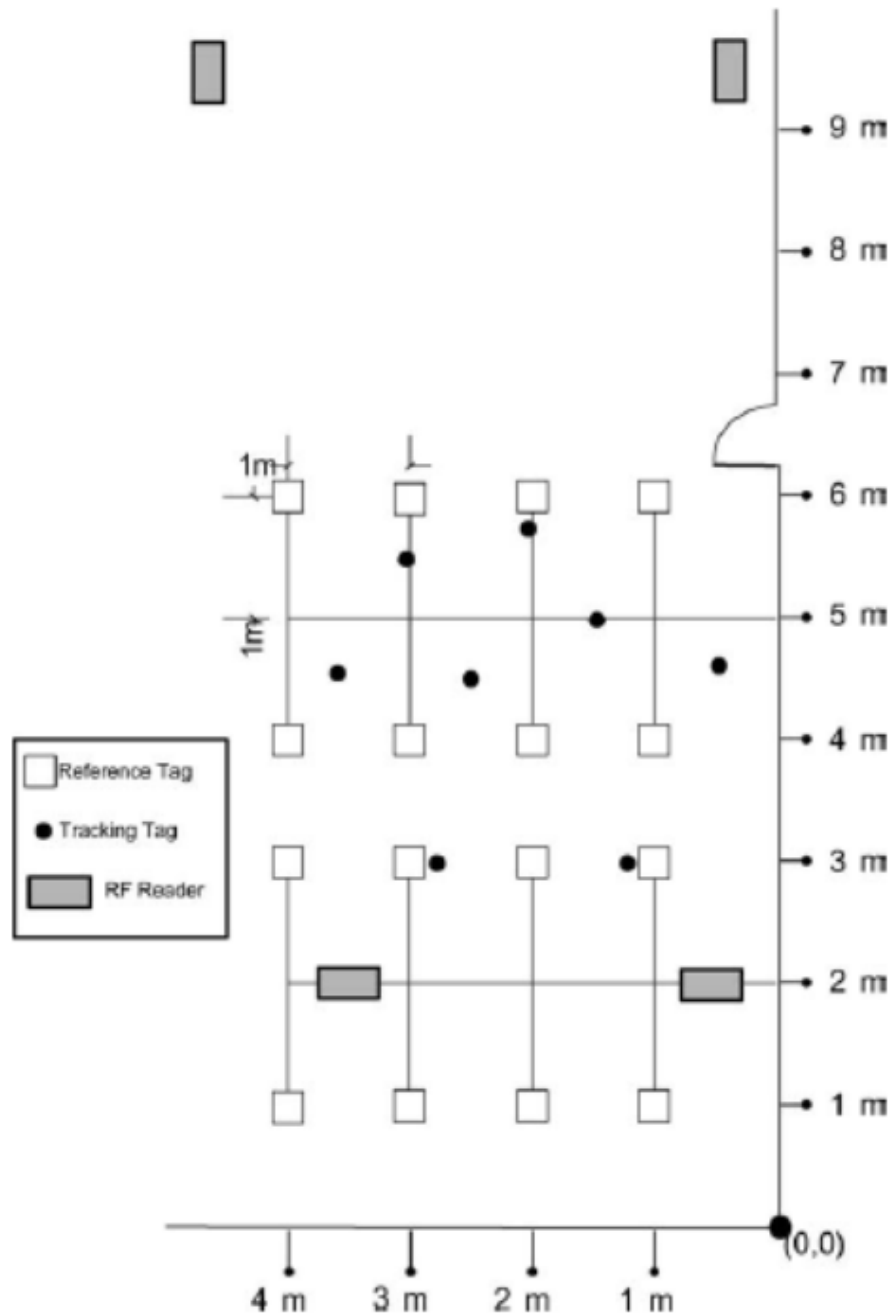 9 m
8 m
7 m
1m
6 m
5 m
1m
4 m
Reference Tag
Tracking Tag
3 m
RF Reader
2 m
1 m
(0,0)
4 m 3 m 2 m 1 m